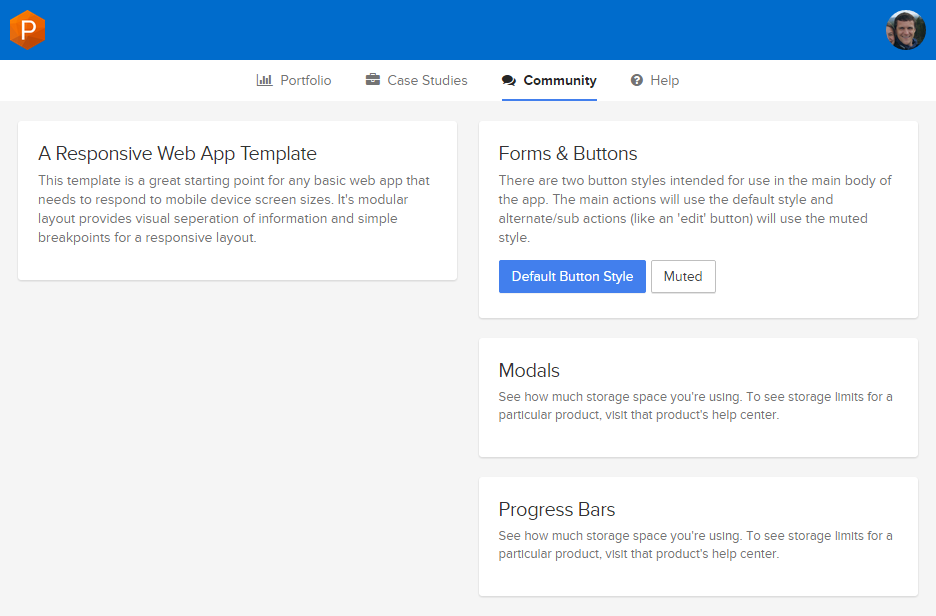 P
Portfolio
Case Studies
Community
Help
A Responsive Web App Template
This template is a great starting point for any basic web app that
needs to respond to mobile device screen sizes. It's modular
layout provides visual seperation of information and simple
breakpoints for a responsive layout.
Forms & Buttons
There are two button styles intended for use in the main body of
the app. The main actions will use the default style and
alternate/sub actions (like an 'edit' button) will use the muted
style.
Default Button Style
Muted
Modals
See how much storage space you're using. To see storage limits for a
particular product, visit that product's help center.
Progress Bars
See how much storage space you're using. To see storage limits for a
particular product, visit that product's help center.